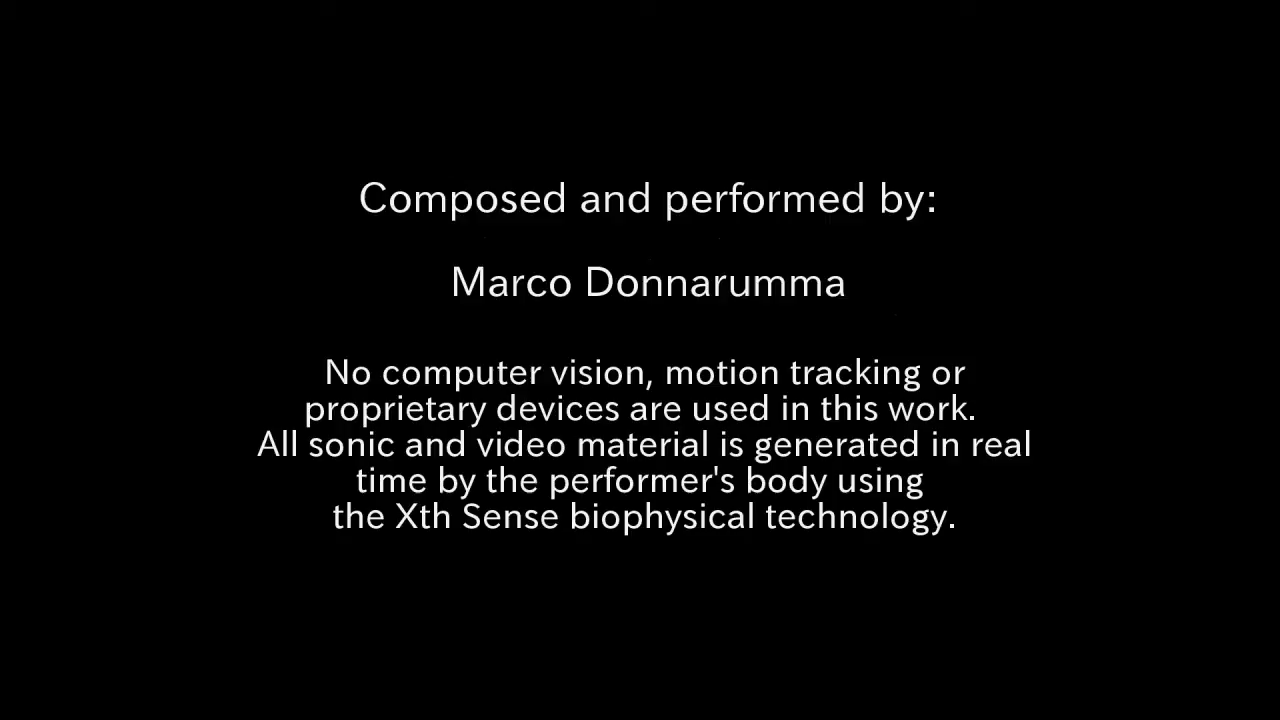 Composed and performed by:
Marco Donnarumma
No computer vision, motion tracking or
proprietary devices are used in this work.
All sonic and video material is generated in real
time by the performer's body using
the Xth Sense biophysical technology.